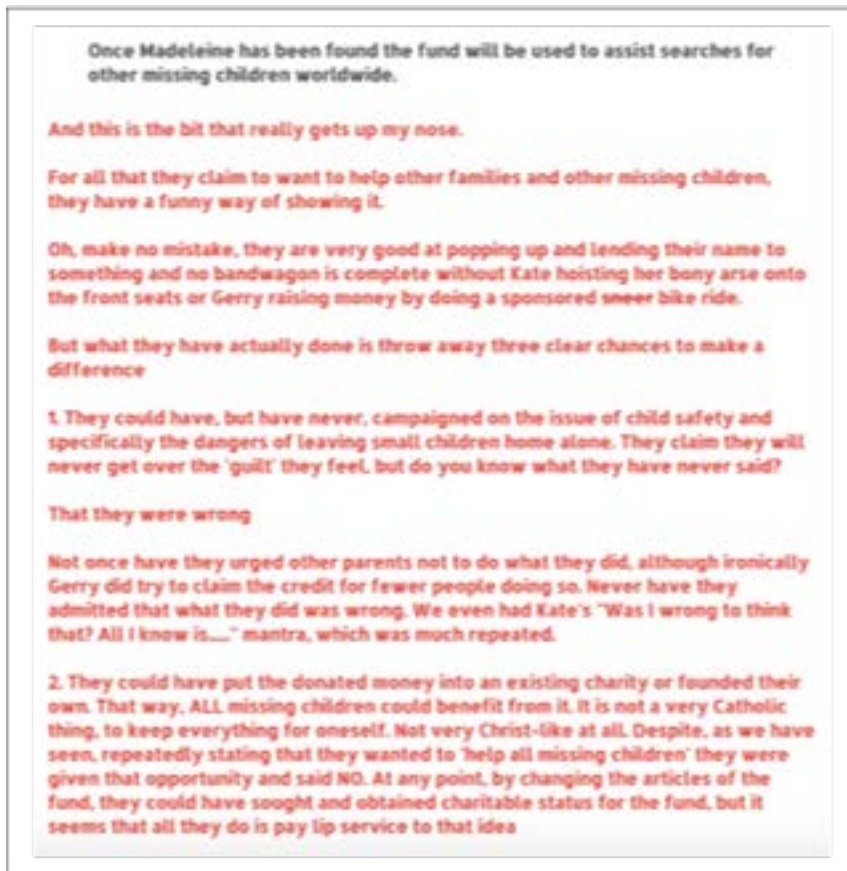 Once Madeleine has been found the fund will be used to assist searches for
other missing children worldwide.
And this is the bit that really gets up my nose.
For all that they claim to want to help other families and other missing children,
they have a funny way of showing it.
Oh, make no mistake, they are very good at popping up and lending their name to
something and no bandwagon is complete without Kate hoisting her bony arse onto
the front seats or Gerry raising money by doing a sponsored sneer bike ride.
But what they have actually done is throw away three clear chances to make a
difference
1. They could have, but have never, campaigned on the issue of child safety and
specifically the dangers of leaving small children home alone. They claim they will
never get over the 'guilt' they feel, but do you know what they have never said?
That they were wrong
Not once have they urged other parents not to do what they did, although ironically
Gerry did try to claim the credit for fewer people doing so. Never have they
admitted that what they did was wrong. We even had Kate's "Was I wrong to think
that? All I know is....." mantra, which was much repeated.
2. They could have put the donated money into an existing charity or founded their
own. That way, ALL missing children could benefit from it. It is not a very Catholic
thing, to keep everything for oneself. Not very Christ-like at all. Despite, as we have
seen, repeatedly stating that they wanted to 'help all missing children' they were
given that opportunity and said NO. At any point, by changing the articles of the
fund, they could have sought and obtained charitable status for the fund, but it
seems that all they do is pay lip service to that idea